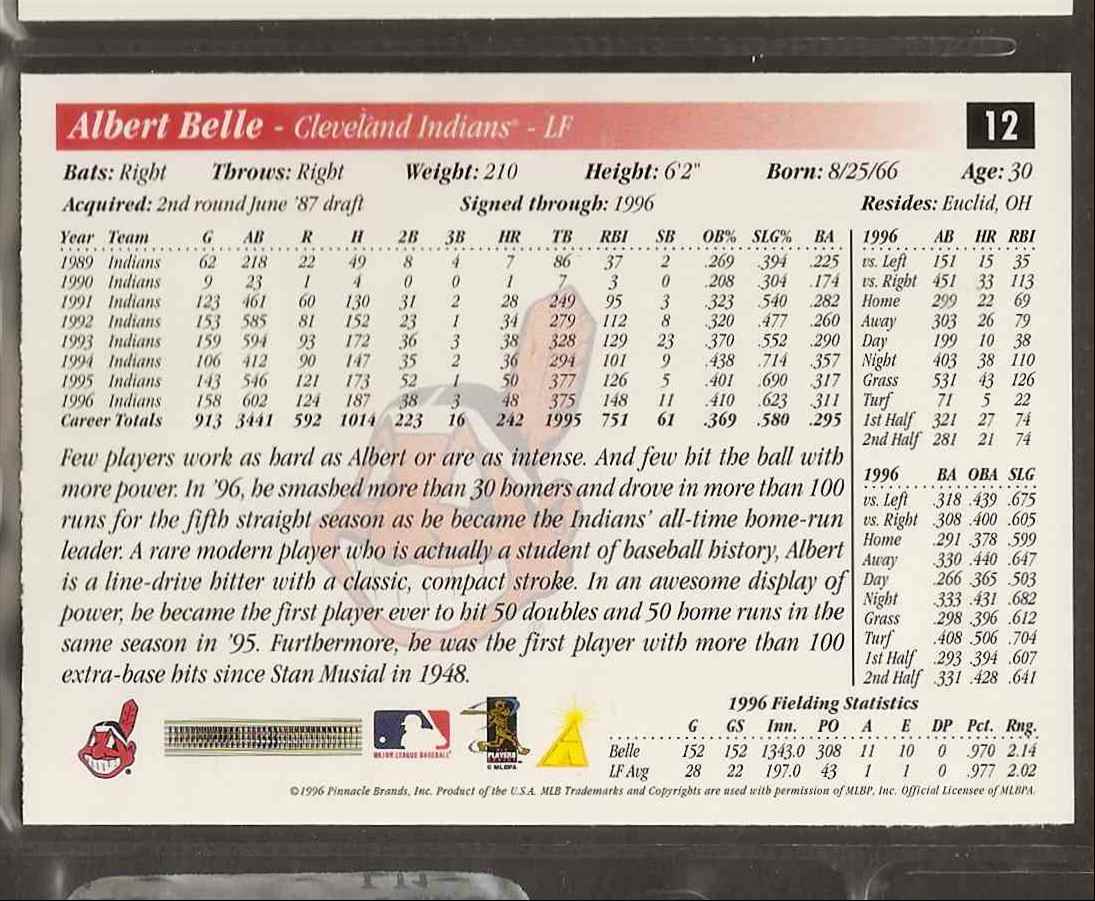 Albert Belle - Cleveland Indians® - LF
12
Bats: Right Throws: Right Weight: 210 Height: 6'2" Born: 8/25/66 Age: 30
Acquired: 2nd round June '87 draft Signed through: 1996 Resides: Euclid, OH
Year Team G AB R H 2B 3B HR TB RBI SB OB% SLG% BA
1989 Indians 62 218 22 49 8 4 7 86 37 2 .269 .394 .225
1990 Indians 9 23 1 4 0 0 1 7 3 0 .208 .304 .174
1991 Indians 123 461 60 130 31 2 28 249 95 3 .323 .540 .282
1992 Indians 153 585 81 152 23 1 34 279 112 8 .320 .477 .260
1993 Indians 159 594 93 172 36 3 38 328 129 23 .370 .552 .290
1994 Indians 106 412 90 147 35 2 36 294 101 9 .438 .714 .357
1995 Indians 143 546 121 173 52 1 50 377 126 5 .401 .690 .317
1996 Indians 158 602 124 187 38 3 48 375 148 11 .410 .623 .311
Career Totals 913 3441 592 1014 223 16 242 1995 751 61 .369 .580 .295
Few players work as hard as Albert or are as intense. And few hit the ball with
more power. In '96, he smashed more than 30 homers and drove in more than 100
runs for the fifth straight season as he became the Indians' all-time home-run
leader. A rare modern player who is actually a student of baseball history, Albert
is a line-drive hitter with a classic, compact stroke. In an awesome display of
power, he became the first player ever to hit 50 doubles and 50 home runs in the
same season in '95. Furthermore, he was the first player with more than 100
extra-base hits since Stan Musial in 1948.
1996 AB HR RBI
vs. Left 151 15 35
vs. Right 451 33 113
Home 299 22 69
Away 303 26 79
Day 199 10 38
Night 403 38 110
Grass 531 43 126
Turf 71 5 22
1st Half 321 27 74
2nd Half 281 21 74
1996 BA OBA SLG
vs. Left .318 .439 .675
vs. Right .308 .400 .605
Home .291 .378 .599
Away .330 .440 .647
Day .266 .365 .503
Night .333 .431 .682
Grass .298 .396 .612
Turf .408 .506 .704
1st Half .293 .394 .607
2nd Half .331 .428 .641
MAJOR LEAGUE BASEBALL
PLAYERS
© MLBPA
1996 Fielding Statistics
G GS Inn. PO A E DP Pct. Rng.
Belle 152 152 1343.0 308 11 10 0 .970 2.14
LF Avg 28 22 197.0 43 1 1 0 .977 2.02
©1996 Pinnacle Brands, Inc. Product of the U.S.A. MLB Trademarks and Copyrights are used with permission of MLBP, Inc. Official Licensee of MLBPA.